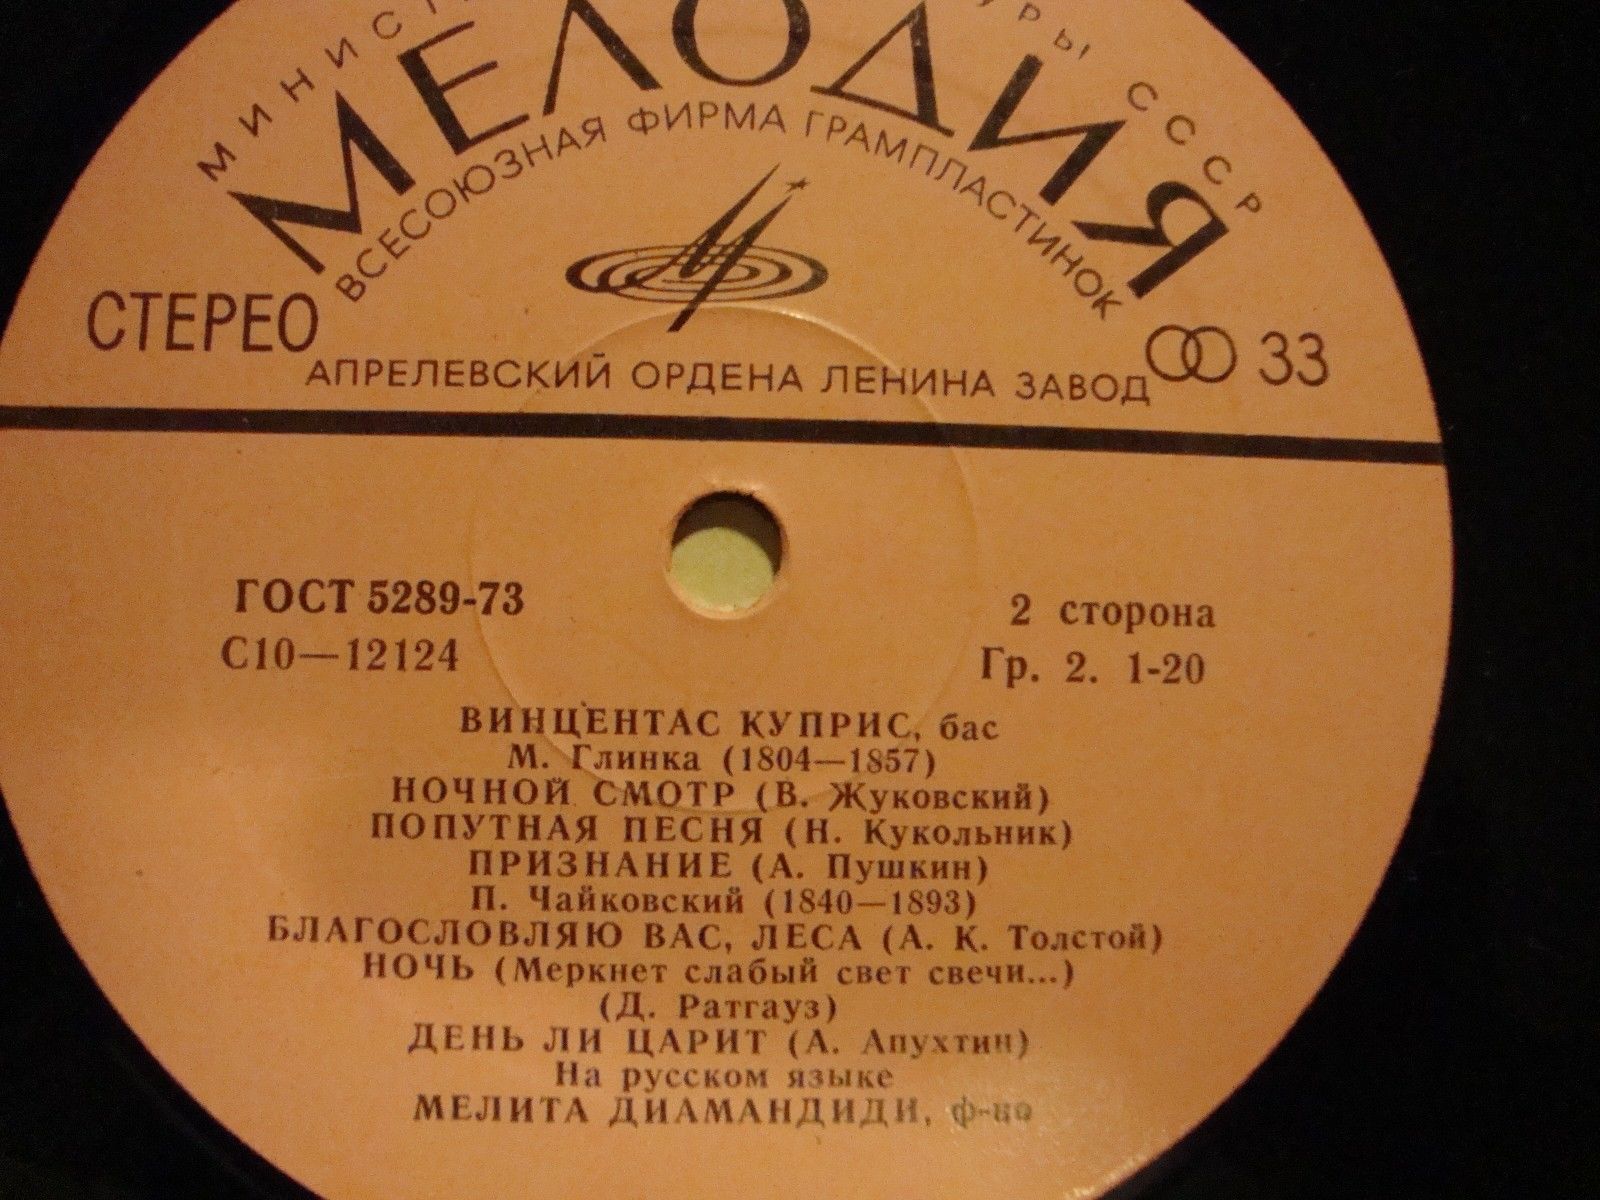 СССР
МЕЛОДИЯ
ВСЕСОЮЗНАЯ ФИРМА ГРАМПЛАСТИНОК
СТЕРЕО
33
АПРЕЛЕВСКИЙ ОРДЕНА ЛЕНИНА ЗАВОД
ГОСТ 5289-73
2 сторона
С10—12124
Гр. 2. 1-20
ВИНЦЕНТАС КУПРИС, бас
М. Глинка (1804—1857)
НОЧНОЙ СМОТР (В. Жуковский)
ПОПУТНАЯ ПЕСНЯ (Н. Кукольник)
ПРИЗНАНИЕ (А. Пушкин)
П. Чайковский (1840—1893)
БЛАГОСЛОВЛЯЮ ВАС, ЛЕСА (А. К. Толстой)
НОЧЬ (Меркнет слабый свет свечи...)
(Д. Ратгауз)
ДЕНЬ ЛИ ЦАРИТ (А. Апухтин)
На русском языке
МЕЛИТА ДИАМАНДИДИ, ф-но